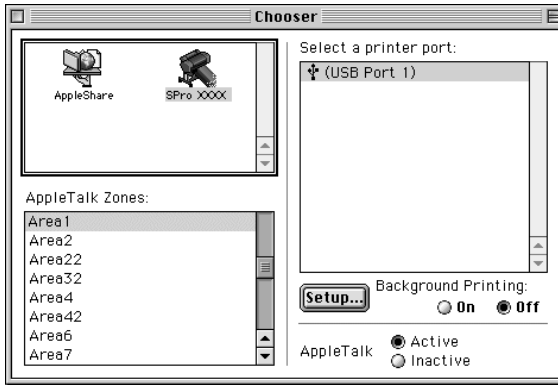 Chooser
AppleShare
SPro XXXX
AppleTalk Zones:
Area1
Area2
Area22
Area32
Area4
Area42
Area6
Area7
Select a printer port:
(USB Port 1)
Setup...
Background Printing:
On Off
AppleTalk
Active
Inactive